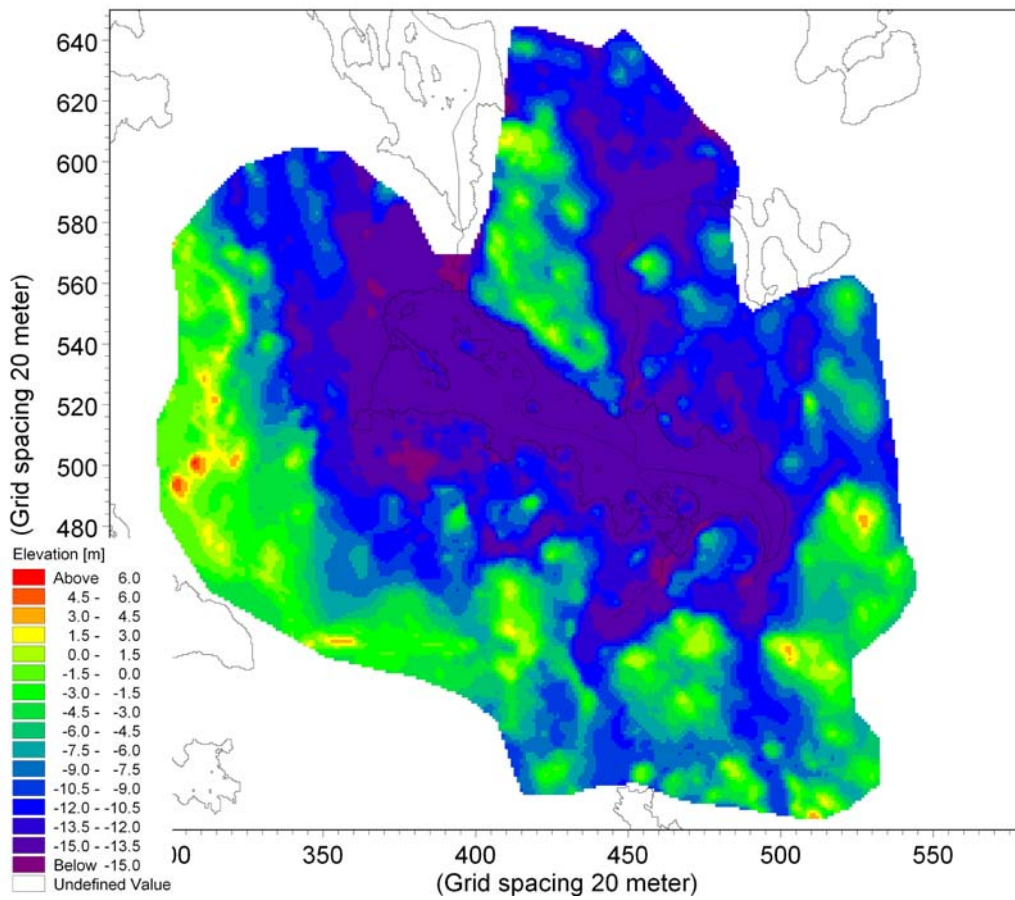 640
620
600
580
560
540
520
500
480
(Grid spacing 20 meter)
Elevation [m]
Above 6.0
4.5 - 6.0
3.0 - 4.5
1.5 - 3.0
0.0 - 1.5
-1.5 - 0.0
-3.0 - -1.5
-4.5 - -3.0
-6.0 - -4.5
-7.5 - -6.0
-9.0 - -7.5
-10.5 - -9.0
-12.0 - -10.5
-13.5 - -12.0
-15.0 - -13.5
Below -15.0
Undefined Value
00 350 400 450 500 550
(Grid spacing 20 meter)